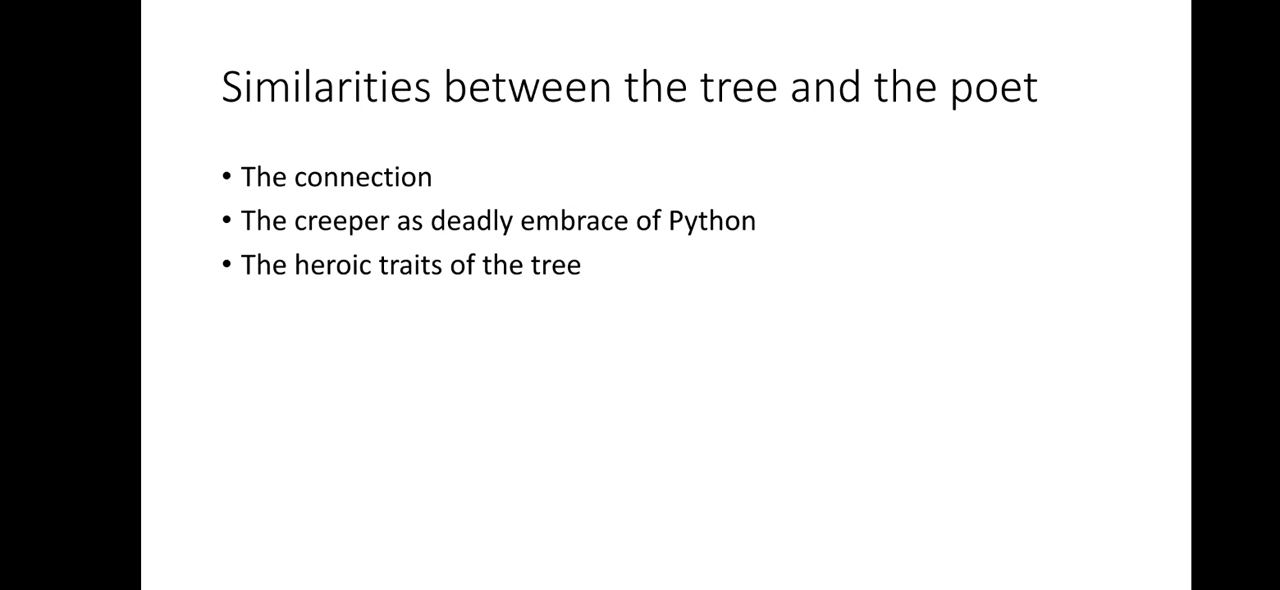 Similarities between the tree and the poet
• The connection
• The creeper as deadly embrace of Python
• The heroic traits of the tree